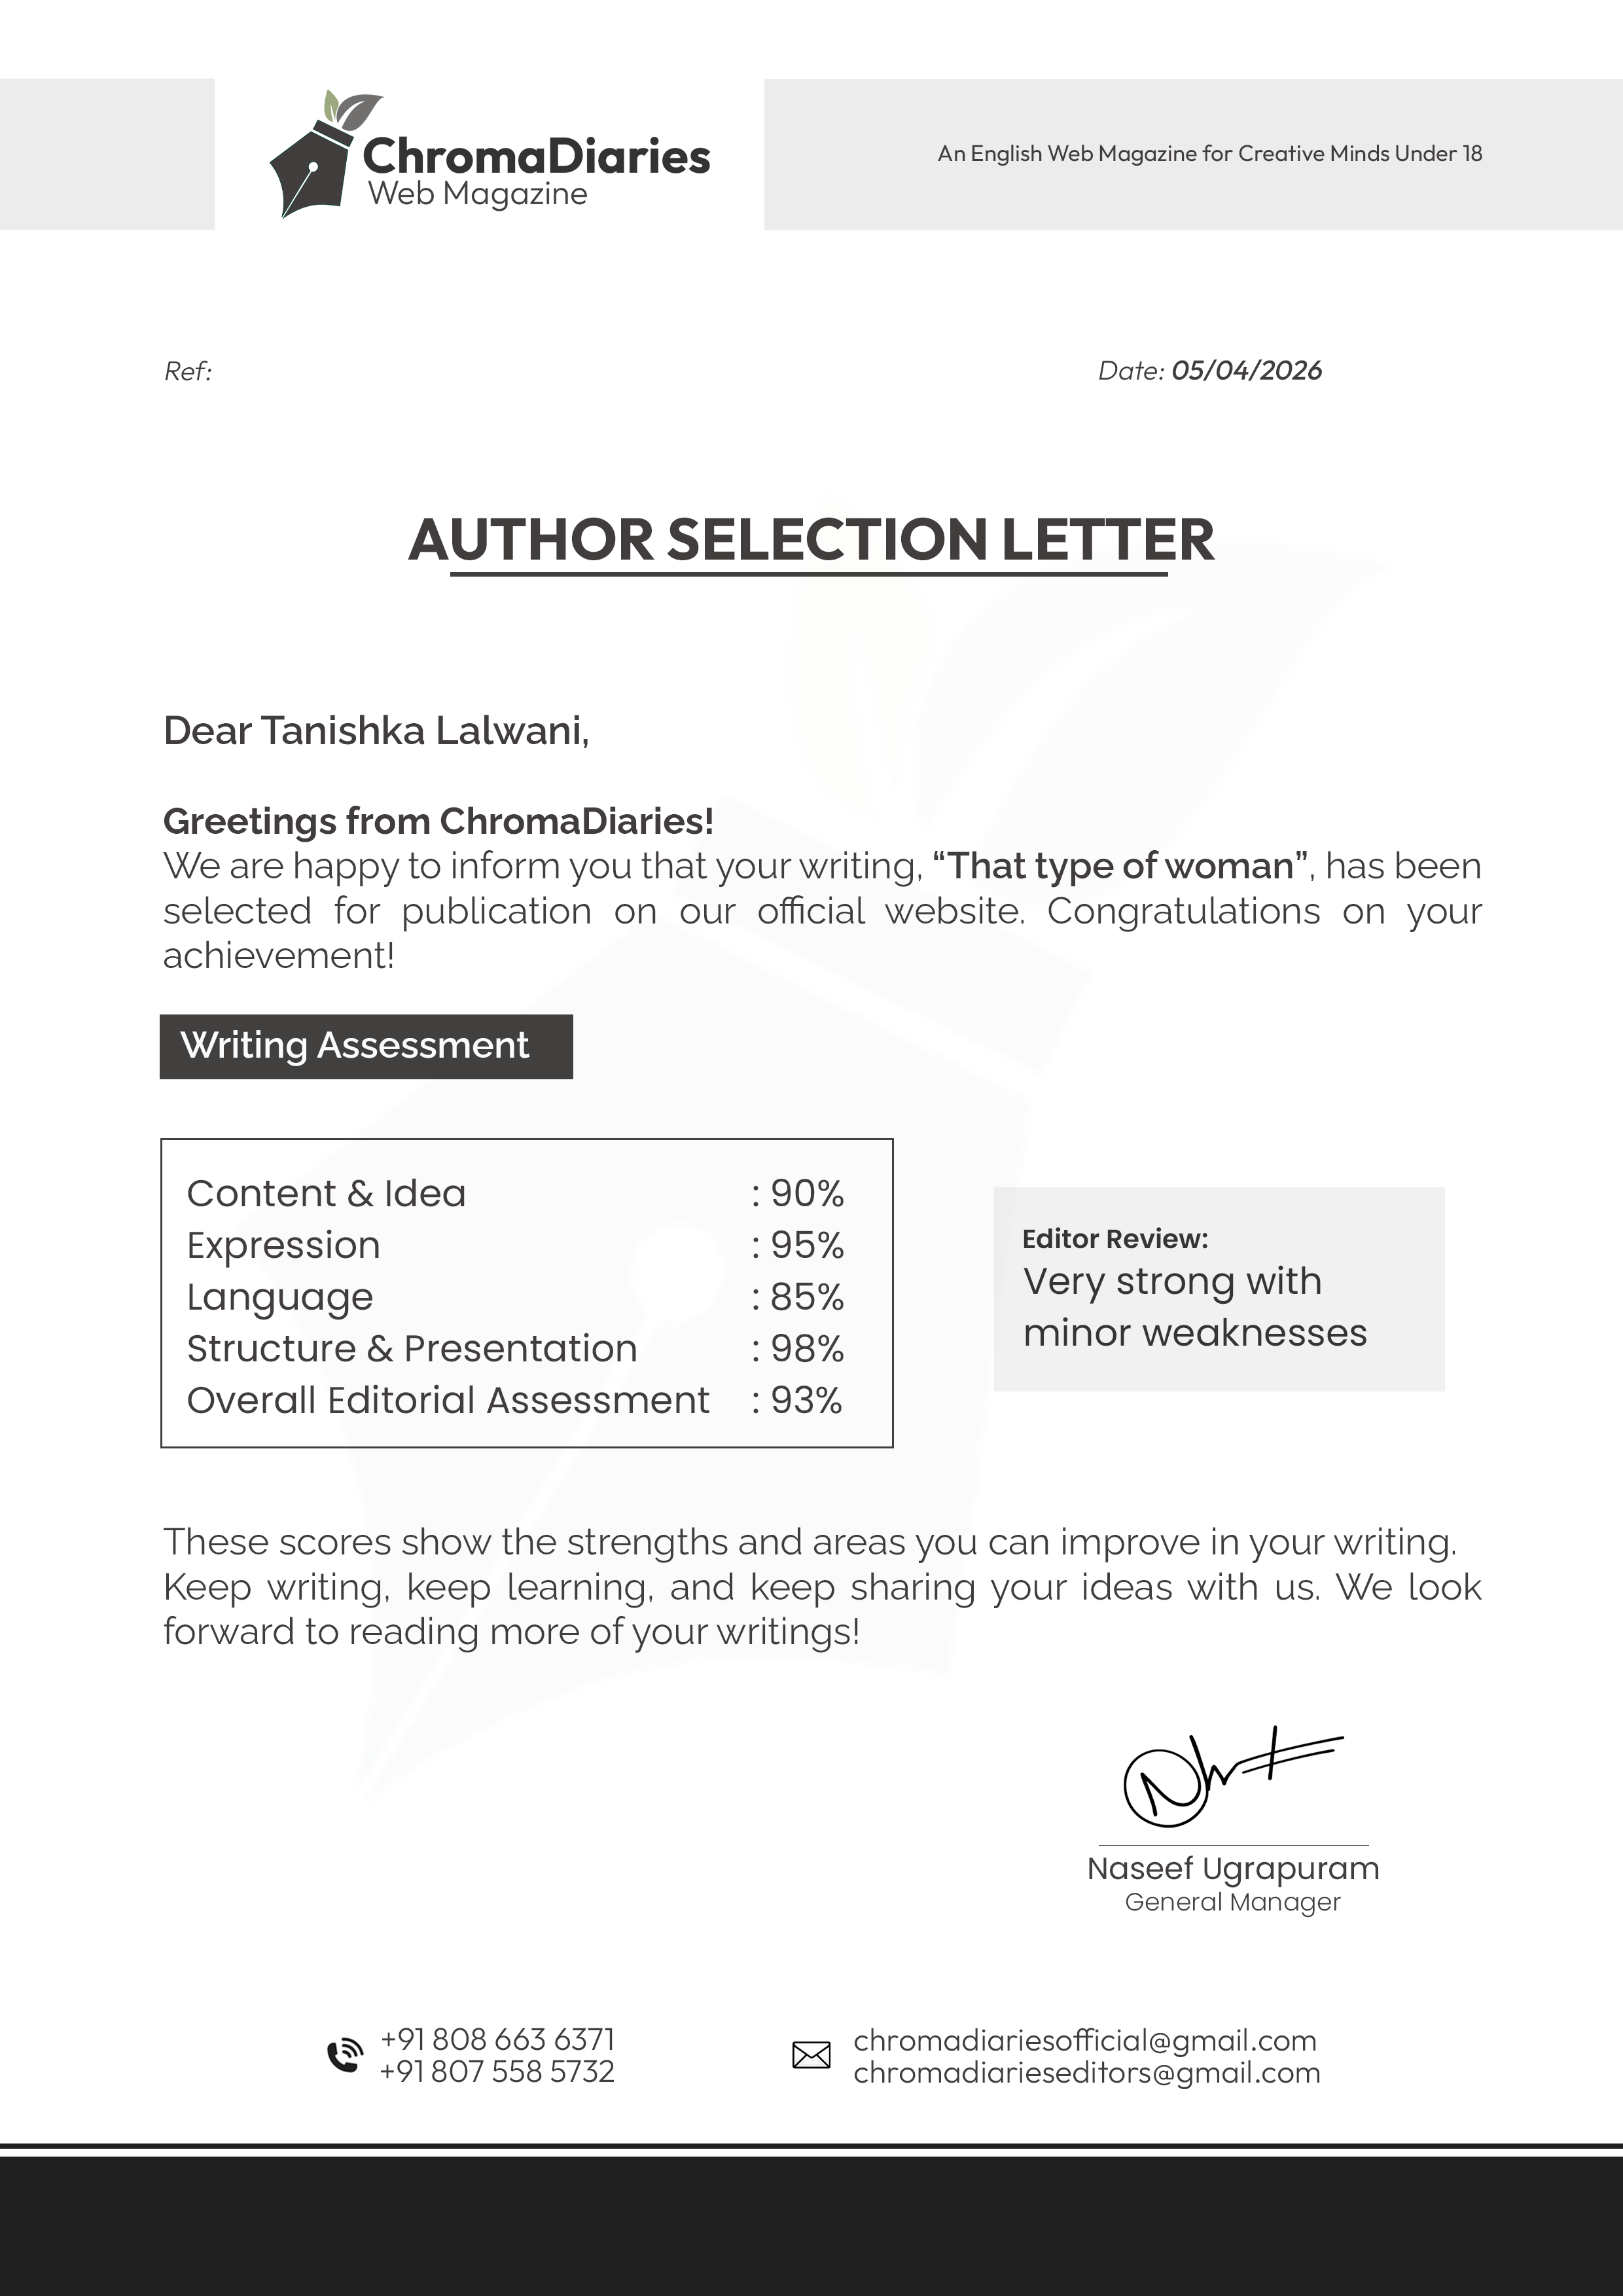 ChromaDiaries
Web Magazine
An English Web Magazine for Creative Minds Under 18
Ref:
Date: 05/04/2026
AUTHOR SELECTION LETTER
Dear Tanishka Lalwani,
Greetings from ChromaDiaries!
We are happy to inform you that your writing, “That type of woman”, has been
selected for publication on our official website. Congratulations on your
achievement!
Writing Assessment
Content & Idea : 90%
Expression : 95%
Language : 85%
Structure & Presentation : 98%
Overall Editorial Assessment : 93%
Editor Review:
Very strong with
minor weaknesses
These scores show the strengths and areas you can improve in your writing.
Keep writing, keep learning, and keep sharing your ideas with us. We look
forward to reading more of your writings!
Naseef Ugrapuram
General Manager
+91 808 663 6371
+91 807 558 5732
chromadiariesofficial@gmail.com
chromadiarieseditors@gmail.com